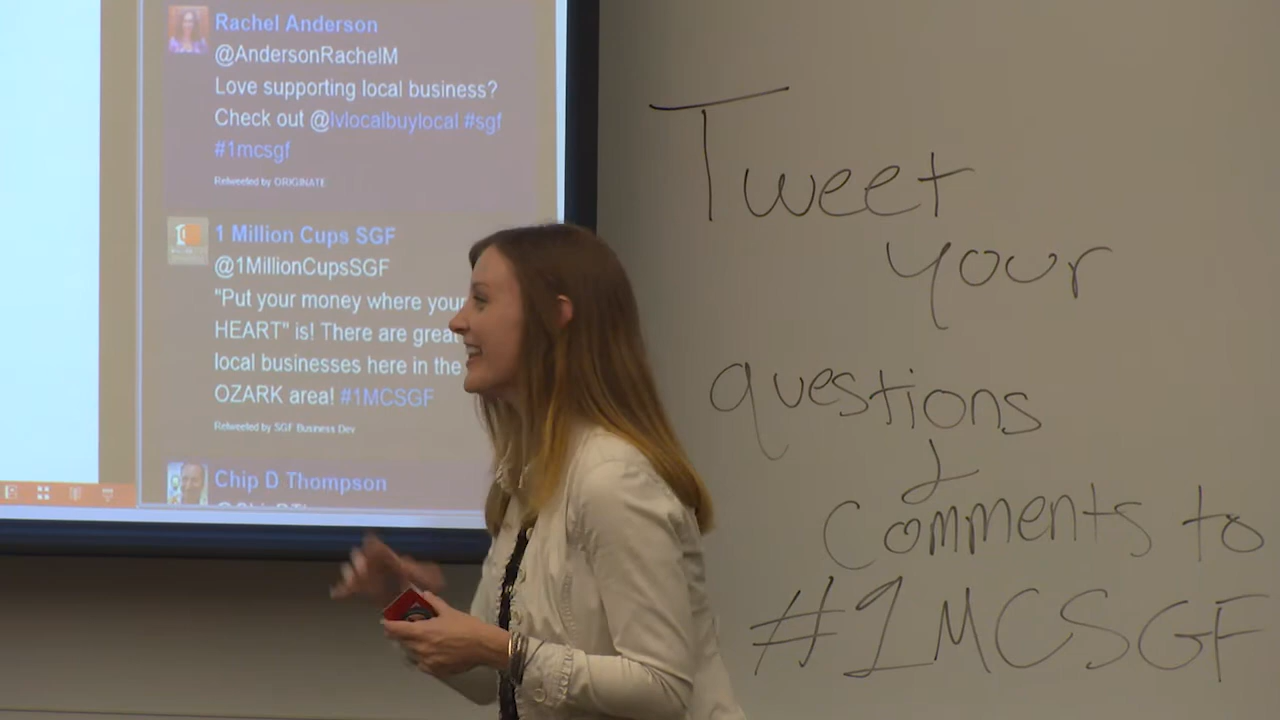 Rachel Anderson
@AndersonRachelM
Love supporting local business?
Check out @lvlocalbuylocal #sgf
#1mcsgf
Retweeted by ORIGINATE
1 Million Cups SGF
@1MillionCupsSGF
"Put your money where your
HEART" is! There are great
local businesses here in the
OZARK area! #1MCSGF
Retweeted by SGF Business Dev
Chip D Thompson
Tweet
your
questions
&
Comments to
#1MCSGF